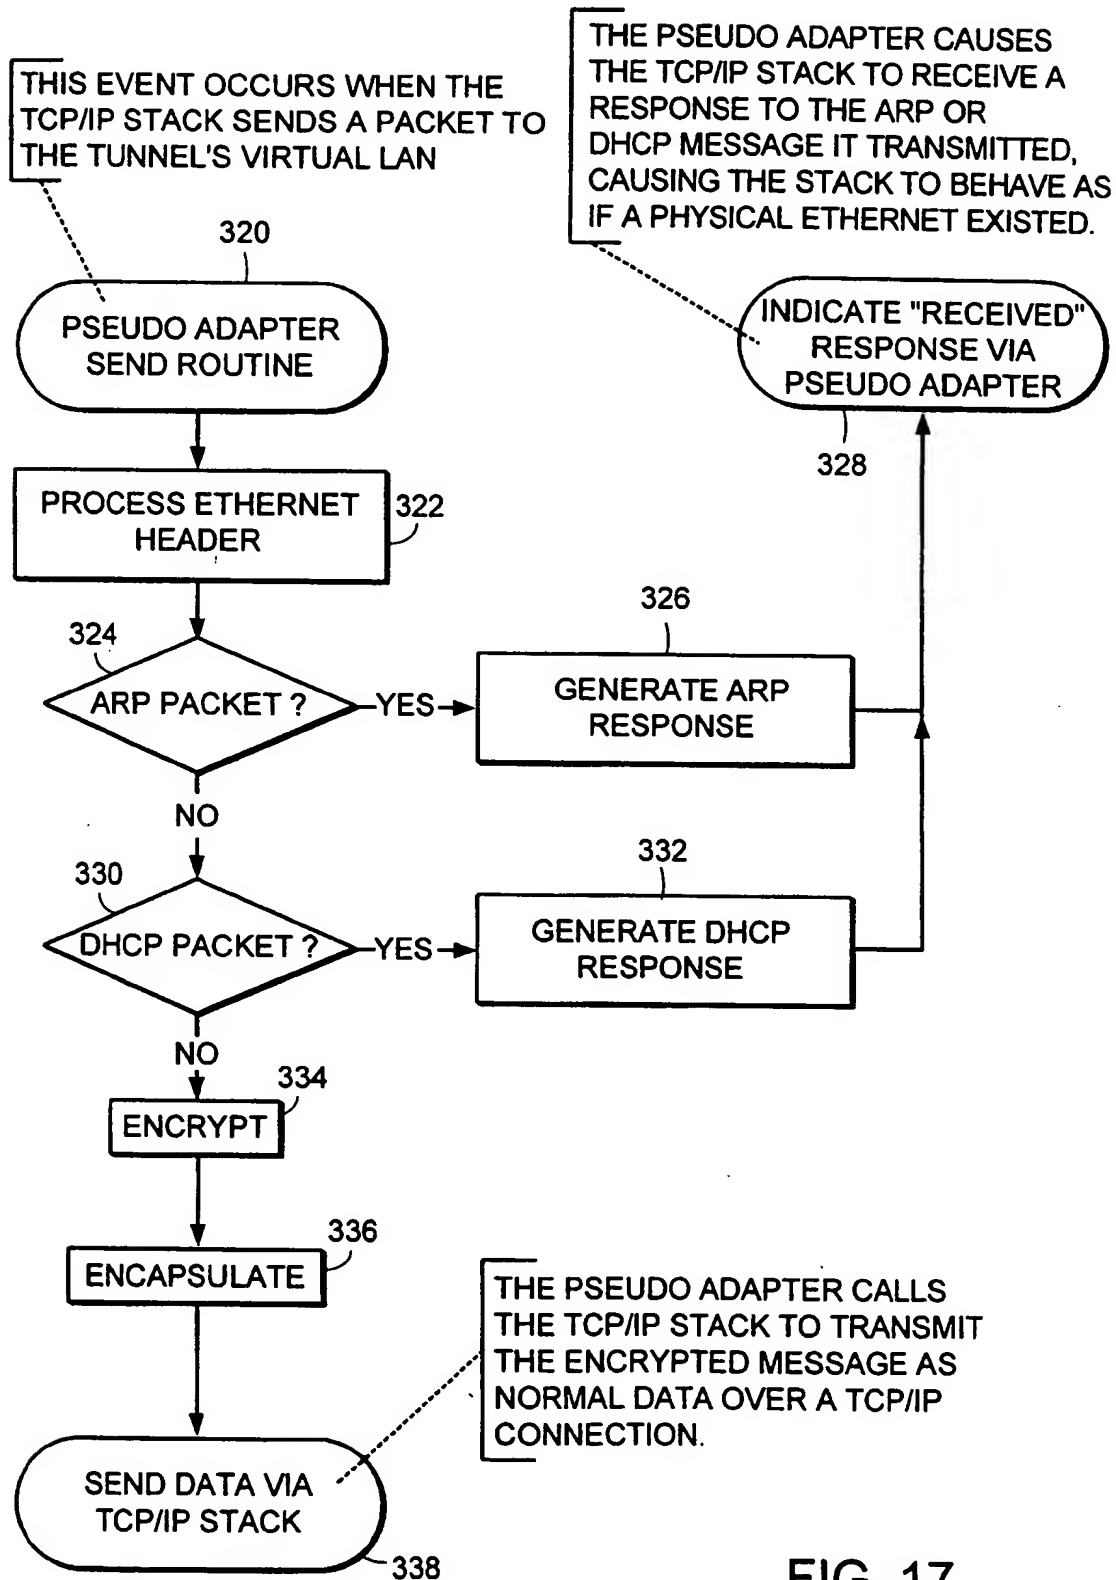 THIS EVENT OCCURS WHEN THE
TCP/IP STACK SENDS A PACKET TO
THE TUNNEL'S VIRTUAL LAN
THE PSEUDO ADAPTER CAUSES
THE TCP/IP STACK TO RECEIVE A
RESPONSE TO THE ARP OR
DHCP MESSAGE IT TRANSMITTED,
CAUSING THE STACK TO BEHAVE AS
IF A PHYSICAL ETHERNET EXISTED.
320
PSEUDO ADAPTER
SEND ROUTINE
INDICATE "RECEIVED"
RESPONSE VIA
PSEUDO ADAPTER
328
PROCESS ETHERNET
HEADER
322
324
ARP PACKET ?
YES
326
GENERATE ARP
RESPONSE
NO
330
DHCP PACKET ?
YES
332
GENERATE DHCP
RESPONSE
NO
334
ENCRYPT
336
ENCAPSULATE
THE PSEUDO ADAPTER CALLS
THE TCP/IP STACK TO TRANSMIT
THE ENCRYPTED MESSAGE AS
NORMAL DATA OVER A TCP/IP
CONNECTION.
SEND DATA VIA
TCP/IP STACK
338
FIG. 17